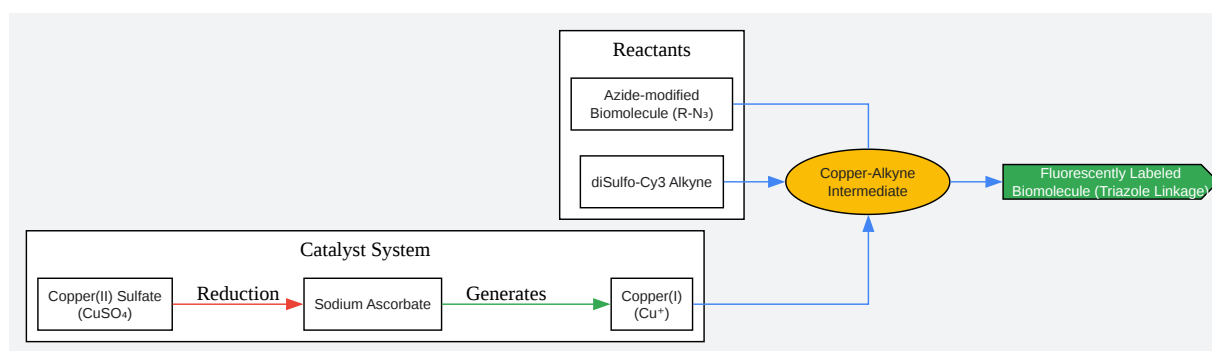 Reactants
Azide-modified
Biomolecule (R-N₃)
diSulfo-Cy3 Alkyne
Copper-Alkyne
Intermediate
Fluorescently Labeled
Biomolecule (Triazole Linkage)
Catalyst System
Copper(II) Sulfate
(CuSO₄)
Reduction
Sodium Ascorbate
Generates
Copper(I)
(Cu⁺)